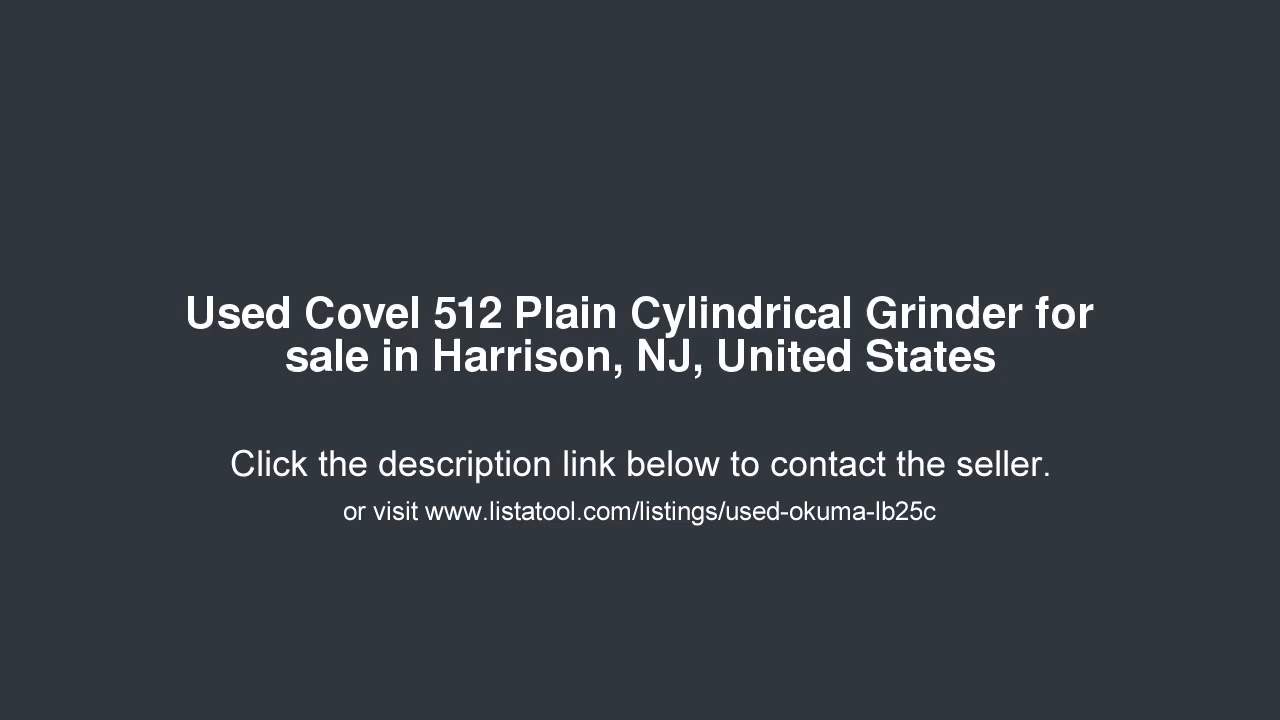 Used Covel 512 Plain Cylindrical Grinder for
sale in Harrison, NJ, United States
Click the description link below to contact the seller.
or visit www.listatool.com/listings/used-okuma-lb25c